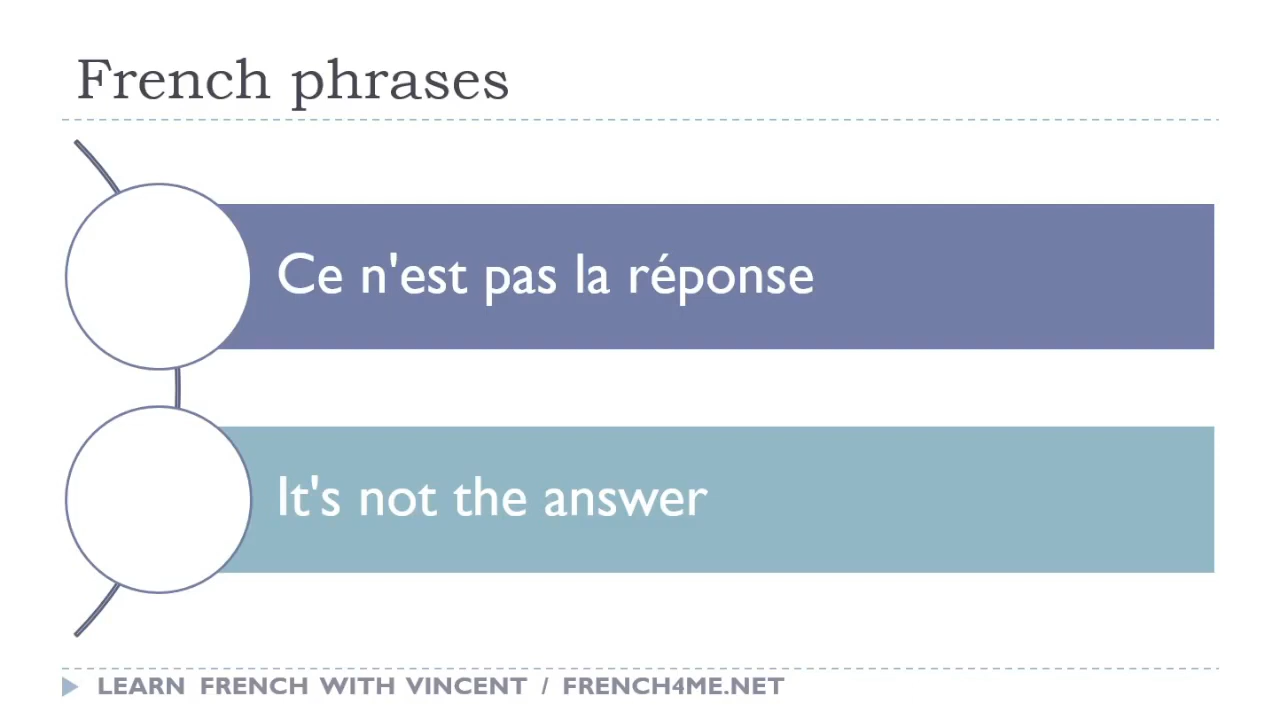 French phrases
Ce n'est pas la réponse
It's not the answer
LEARN FRENCH WITH VINCENT / FRENCH4ME.NET